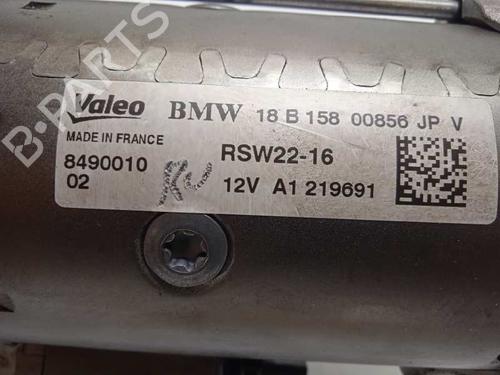 B-PARTS
Valeo BMW 18 B 158 00856 JP V
MADE IN FRANCE
8490010 RSW22-16
02 12V A1 219691